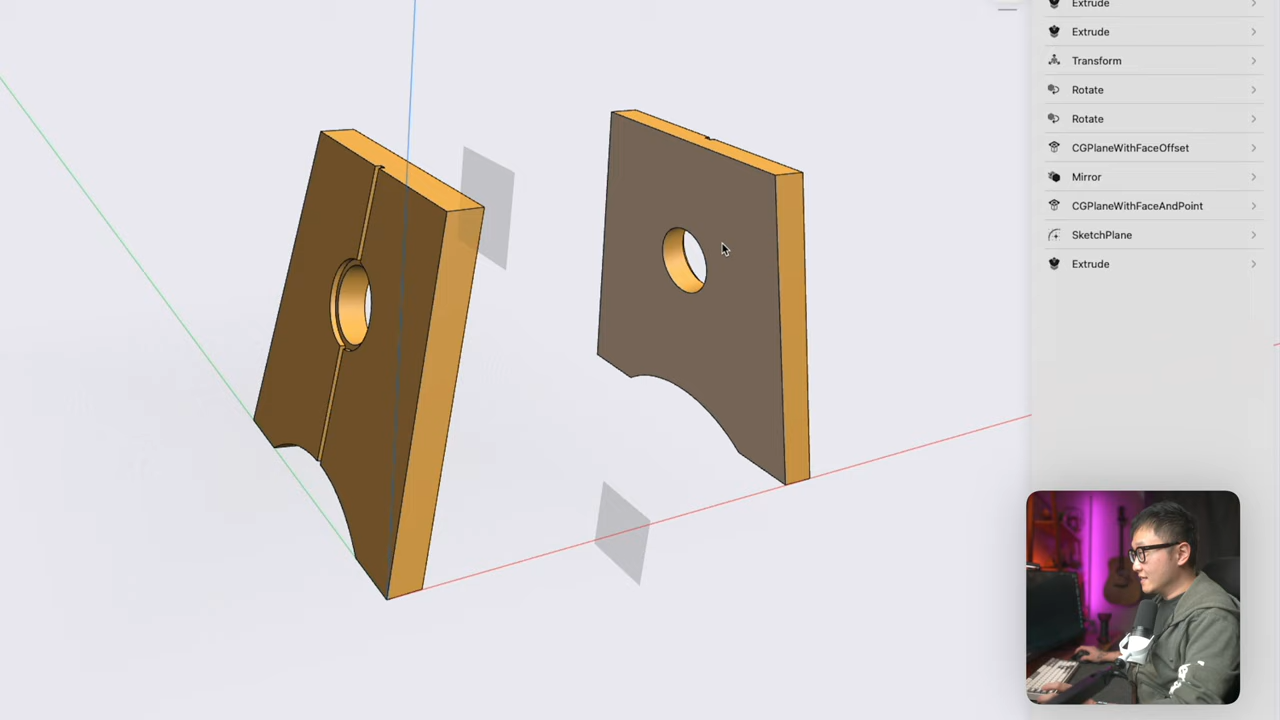 Extrude
Extrude
Transform
Rotate
Rotate
CGPlaneWithFaceOffset
Mirror
CGPlaneWithFaceAndPoint
SketchPlane
Extrude